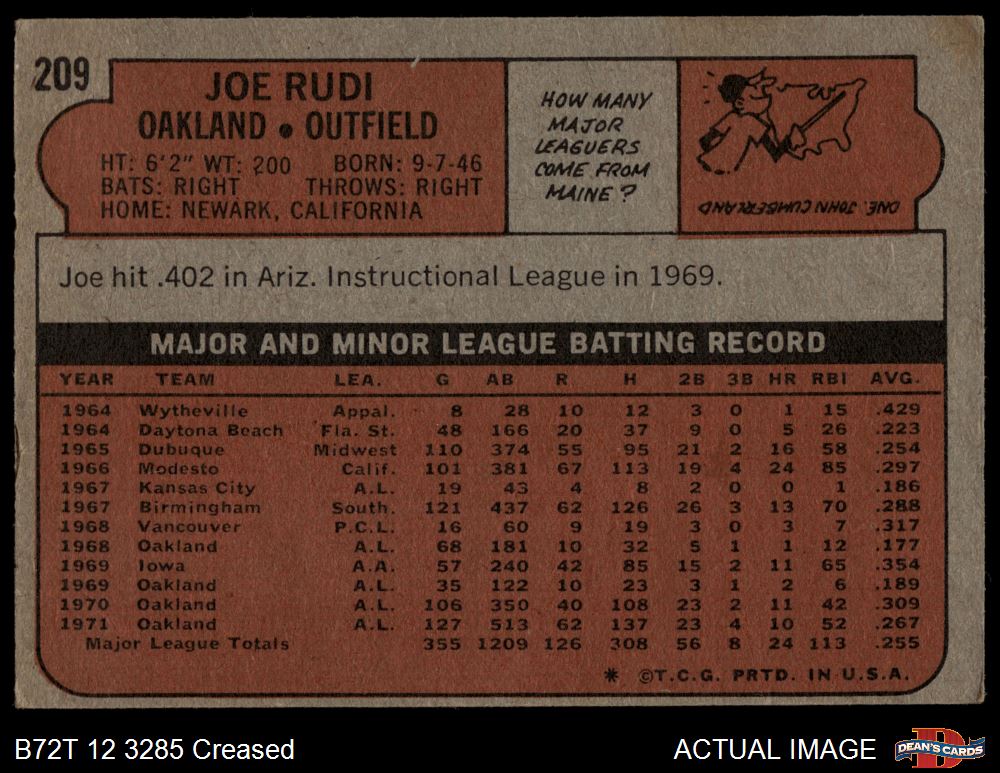 209
JOE RUDI
OAKLAND • OUTFIELD
HT: 6'2" WT: 200 BORN: 9-7-46
BATS: RIGHT THROWS: RIGHT
HOME: NEWARK, CALIFORNIA
HOW MANY
MAJOR
LEAGUERS
COME FROM
MAINE?
ONE. JOHN CUMBERLAND
Joe hit .402 in Ariz. Instructional League in 1969.
MAJOR AND MINOR LEAGUE BATTING RECORD
YEAR TEAM LEA. G AB R H 2B 3B HR RBI AVG.
1964 Wytheville Appal. 8 28 10 12 3 0 1 15 .429
1964 Daytona Beach Fla. St. 48 166 20 37 9 0 5 26 .223
1965 Dubuque Midwest 110 374 55 95 21 2 16 58 .254
1966 Modesto Calif. 101 381 67 113 19 4 24 85 .297
1967 Kansas City A.L. 19 43 4 8 2 0 0 1 .186
1967 Birmingham South. 121 437 62 126 26 3 13 70 .288
1968 Vancouver P.C.L. 16 60 9 19 3 0 3 7 .317
1968 Oakland A.L. 68 181 10 32 5 1 1 12 .177
1969 Iowa A.A. 57 240 42 85 15 2 11 65 .354
1969 Oakland A.L. 35 122 10 23 3 1 2 6 .189
1970 Oakland A.L. 106 350 40 108 23 2 11 42 .309
1971 Oakland A.L. 127 513 62 137 23 4 10 52 .267
Major League Totals 355 1209 126 308 56 8 24 113 .255
* ©T.C.G. PRTD. IN U.S.A.
B72T 12 3285 Creased
ACTUAL IMAGE
DEAN'S CARDS